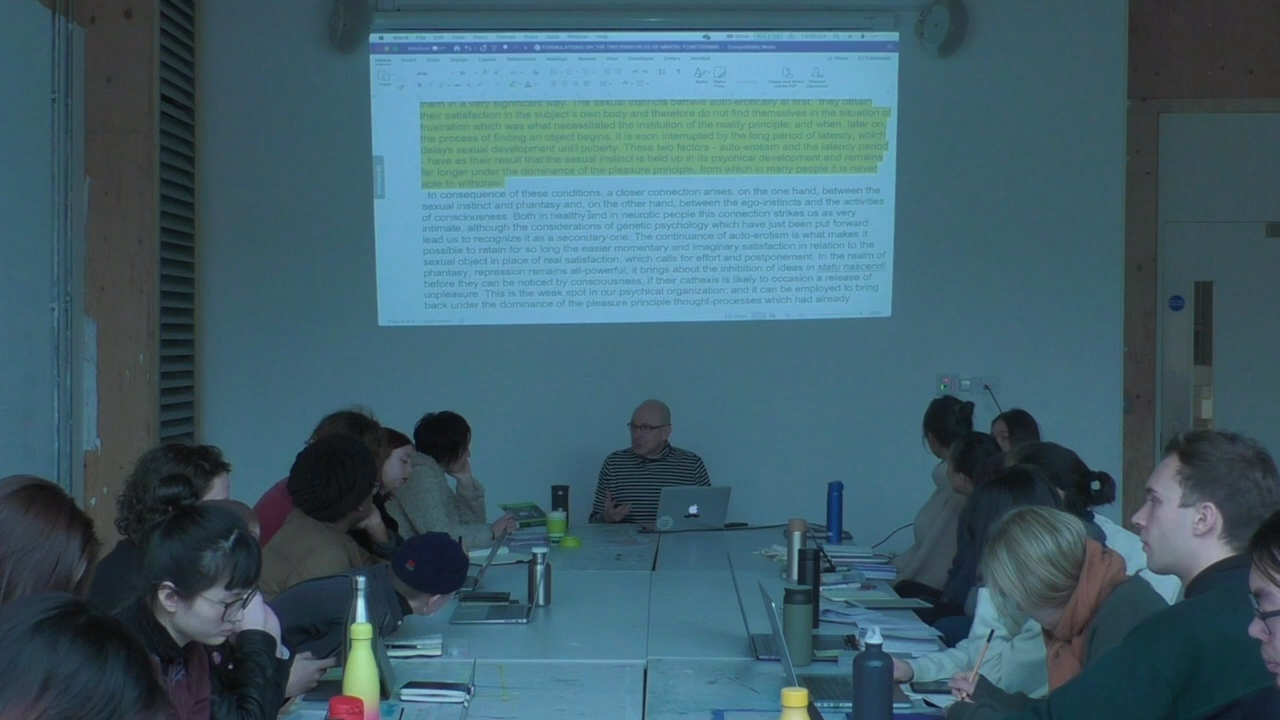 FORMULATIONS ON THE TWO PRINCIPLES OF MENTAL FUNCTIONING - Compatibility Mode
them in a very significant way. The sexual instincts behave auto-erotically at first; they obtain
their satisfaction in the subject's own body and therefore do not find themselves in the situation of
frustration which was what necessitated the institution of the reality principle; and when, later on,
the process of finding an object begins, it is soon interrupted by the long period of latency, which
delays sexual development until puberty. These two factors - auto-erotism and the latency period
- have as their result that the sexual instinct is held up in its psychical development and remains
far longer under the dominance of the pleasure principle, from which in many people it is never
able to withdraw.
In consequence of these conditions, a closer connection arises, on the one hand, between the
sexual instinct and phantasy and, on the other hand, between the ego-instincts and the activities
of consciousness. Both in healthy and in neurotic people this connection strikes us as very
intimate, although the considerations of genetic psychology which have just been put forward
lead us to recognize it as a secondary one. The continuance of auto-erotism is what makes it
possible to retain for so long the easier momentary and imaginary satisfaction in relation to the
sexual object in place of real satisfaction, which calls for effort and postponement. In the realm of
phantasy, repression remains all-powerful; it brings about the inhibition of ideas in statu nascendi
before they can be noticed by consciousness, if their cathexis is likely to occasion a release of
unpleasure. This is the weak spot in our psychical organization; and it can be employed to bring
back under the dominance of the pleasure principle thought-processes which had already